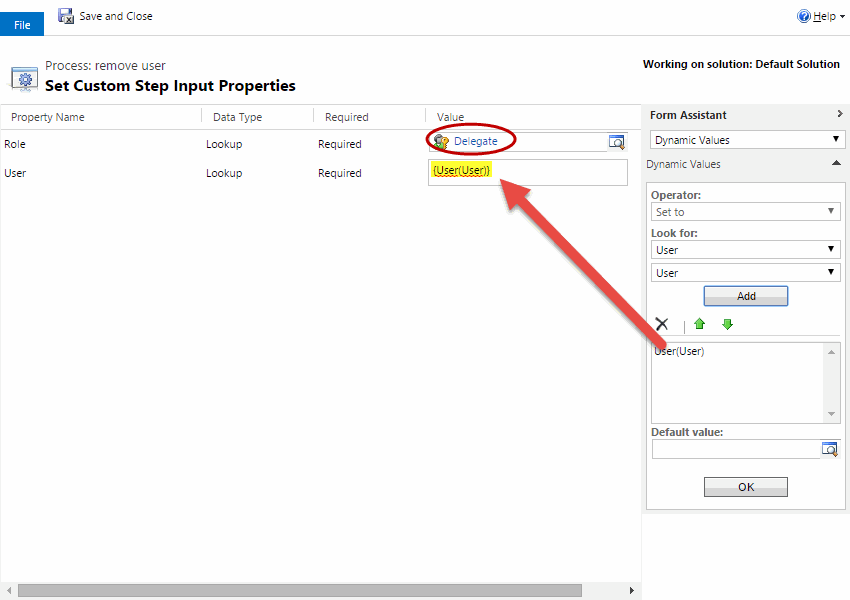 File
Save and Close
Help
Process: remove user
Set Custom Step Input Properties
Working on solution: Default Solution
Property Name Data Type Required Value
Role Lookup Required Delegate
User Lookup Required {User(User)}
Form Assistant
Dynamic Values
Dynamic Values
Operator:
Set to
Look for:
User
User
Add
User(User)
Default value:
OK